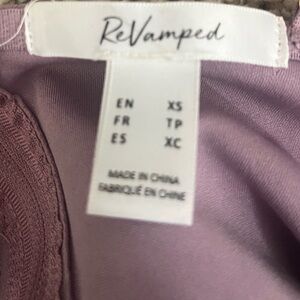 ReVamped
EN XS
FR TP
ES XC
MADE IN CHINA
FABRIQUÉ EN CHINE